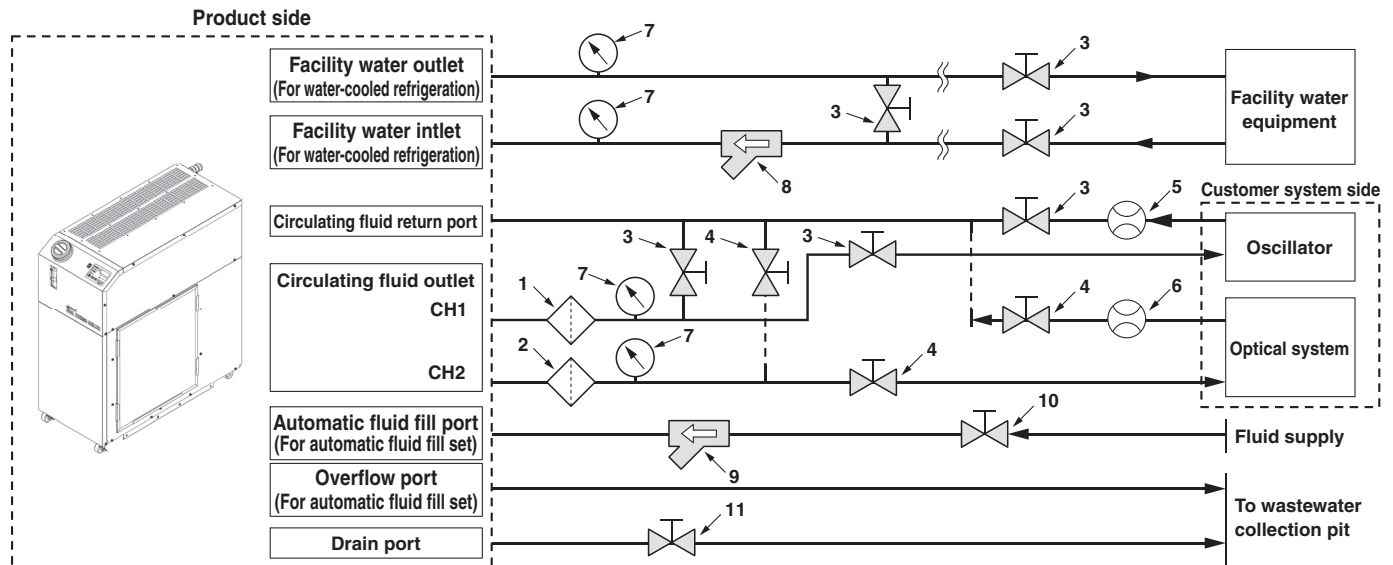 Product side
7
3
Facility water outlet
(For water-cooled refrigeration)
7
3
3
Facility water
equipment
Facility water intlet
(For water-cooled refrigeration)
8
Customer system side
3
5
Circulating fluid return port
3
4
3
Oscillator
Circulating fluid outlet
7
1
CH1
4
6
2
7
Optical system
CH2
4
Automatic fluid fill port
(For automatic fluid fill set)
10
Fluid supply
9
Overflow port
(For automatic fluid fill set)
To wastewater
collection pit
11
Drain port